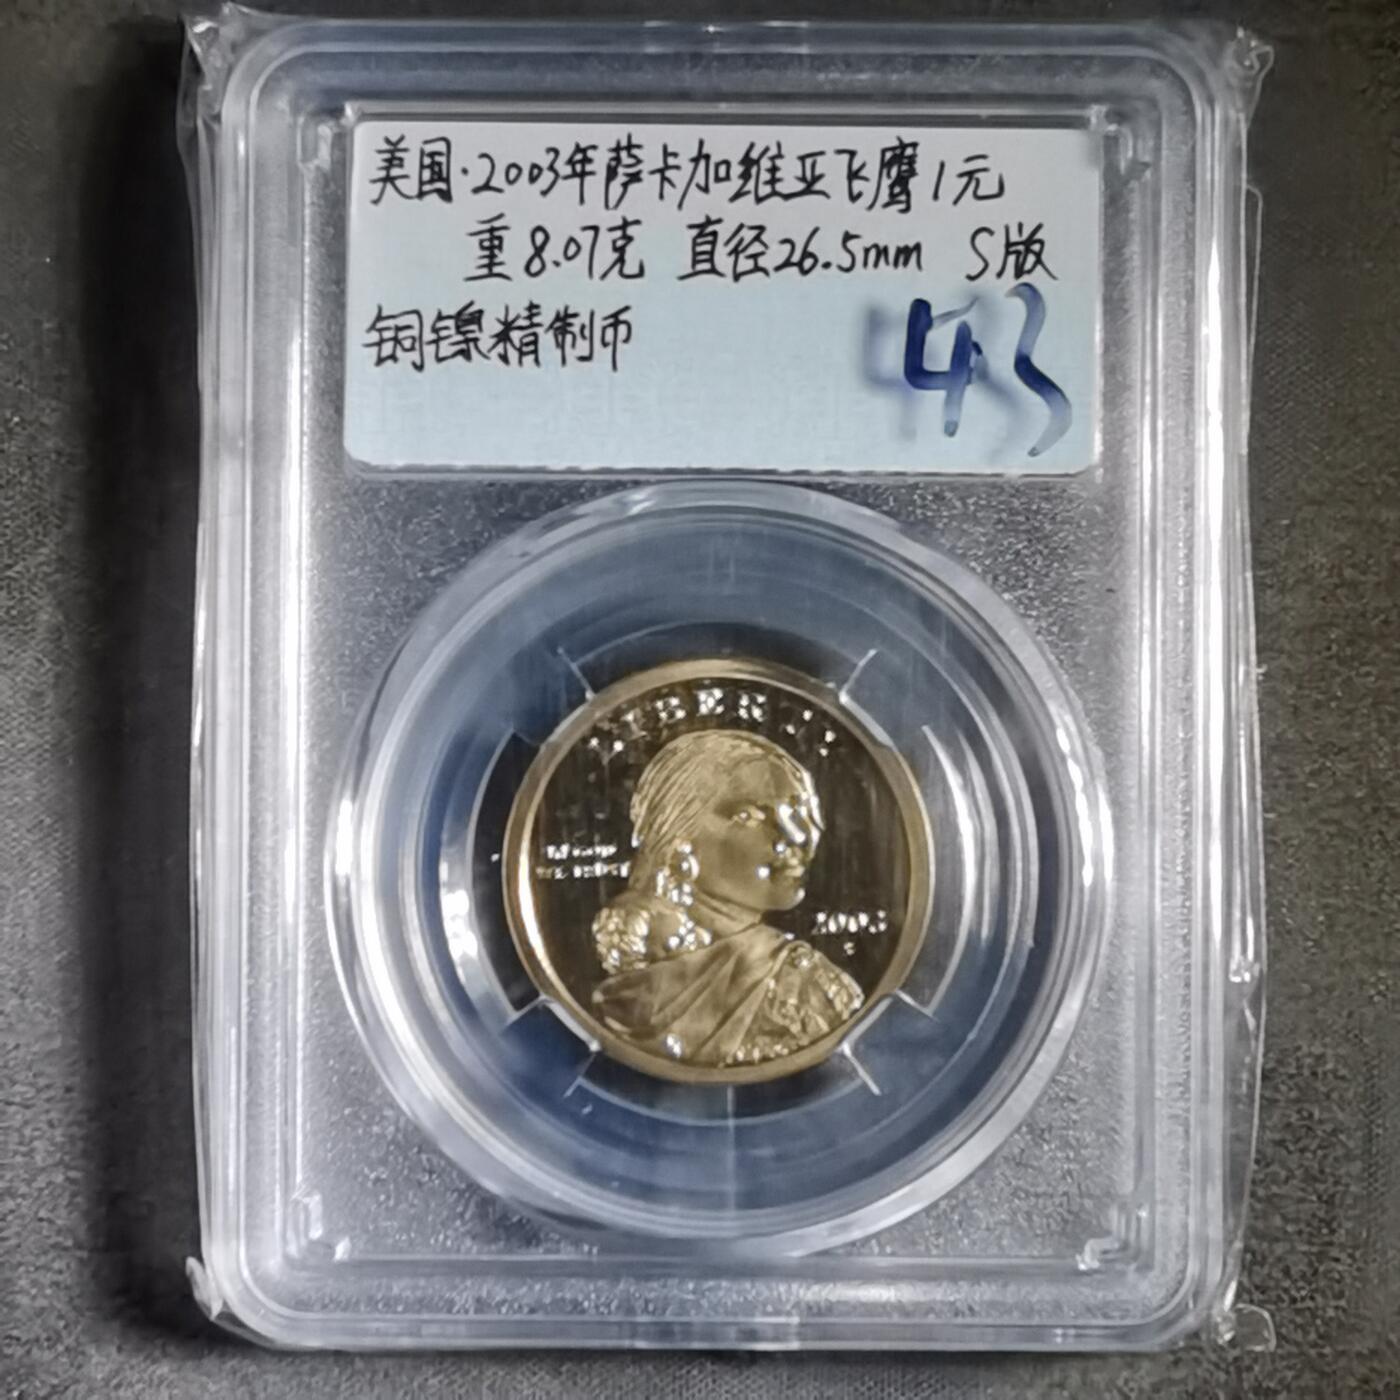 美国·2003年萨卡加维亚飞鹰1元
重8.07克 直径26.5mm S版
铜镍精制币
43
LIBERTY
2003
S